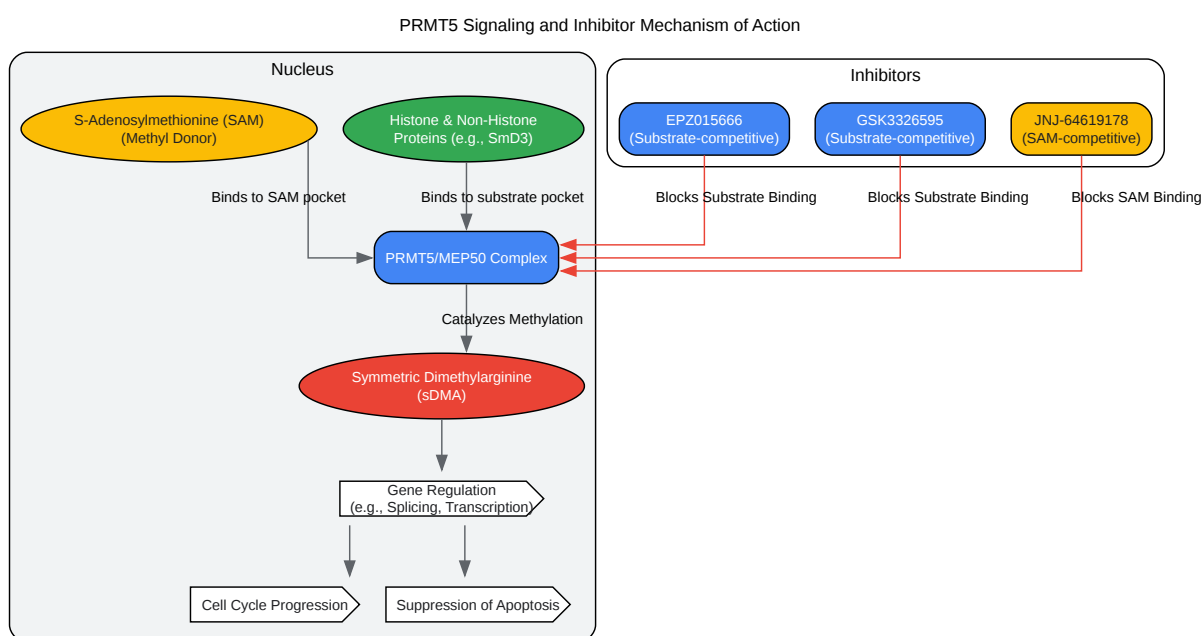 PRMT5 Signaling and Inhibitor Mechanism of Action
Nucleus
Inhibitors
S-Adenosylmethionine (SAM)
(Methyl Donor)
Histone & Non-Histone
Proteins (e.g., SmD3)
EPZ015666
(Substrate-competitive)
GSK3326595
(Substrate-competitive)
JNJ-64619178
(SAM-competitive)
Binds to SAM pocket
Binds to substrate pocket
Blocks Substrate Binding
Blocks Substrate Binding
Blocks SAM Binding
PRMT5/MEP50 Complex
Catalyzes Methylation
Symmetric Dimethylarginine
(sDMA)
Gene Regulation
(e.g., Splicing, Transcription)
Cell Cycle Progression
Suppression of Apoptosis